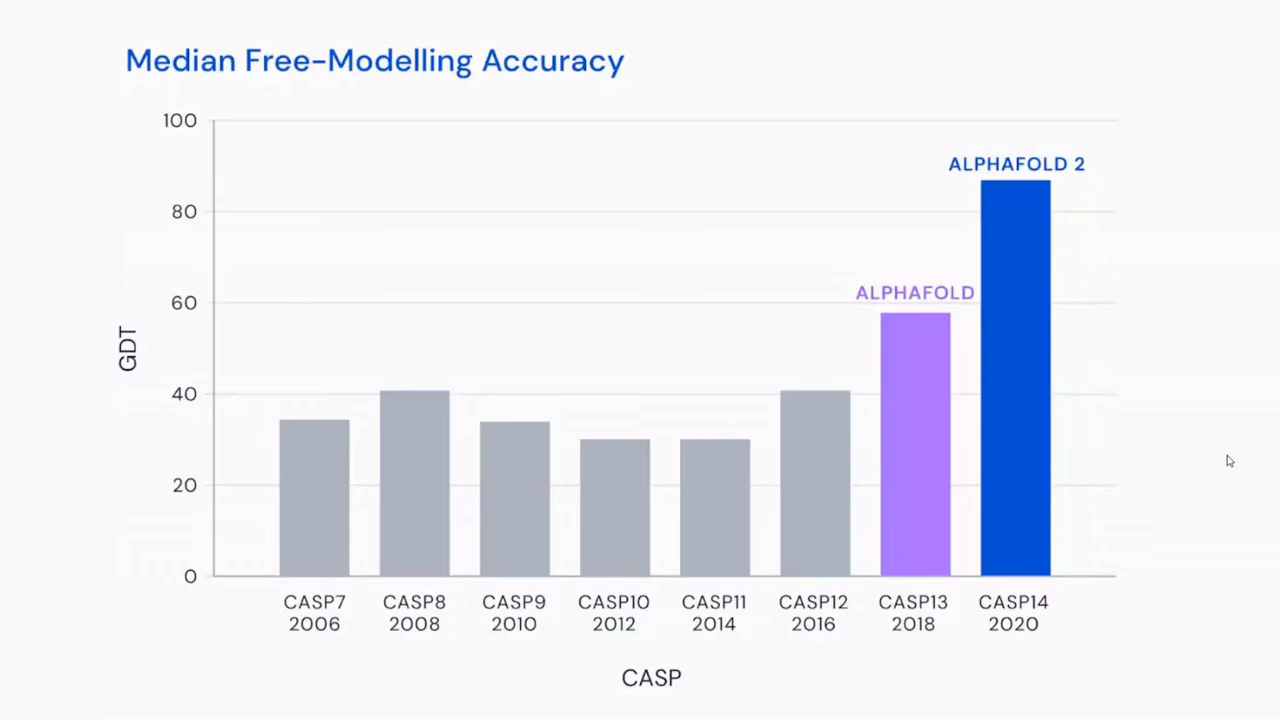 Median Free-Modelling Accuracy
100
ALPHAFOLD 2
80
ALPHAFOLD
60
GDT
40
20
0
CASP7 CASP8 CASP9 CASP10 CASP11 CASP12 CASP13 CASP14
2006 2008 2010 2012 2014 2016 2018 2020
CASP